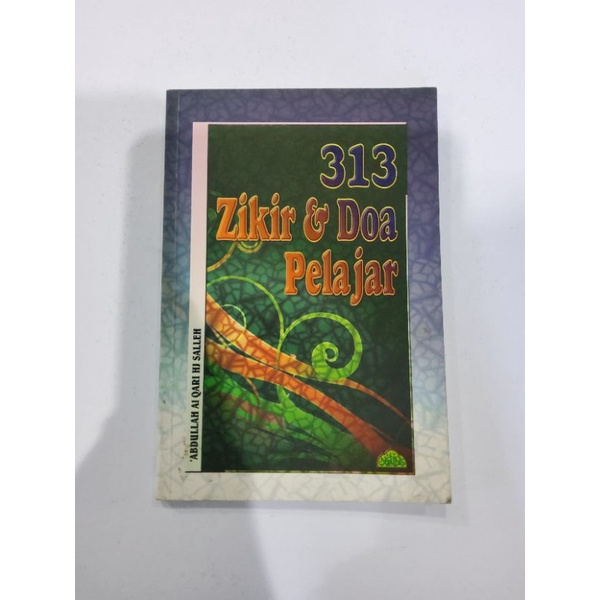 313
Zikir & Doa
Pelajar
'ABDULLAH Al QARI HJ SALLEH